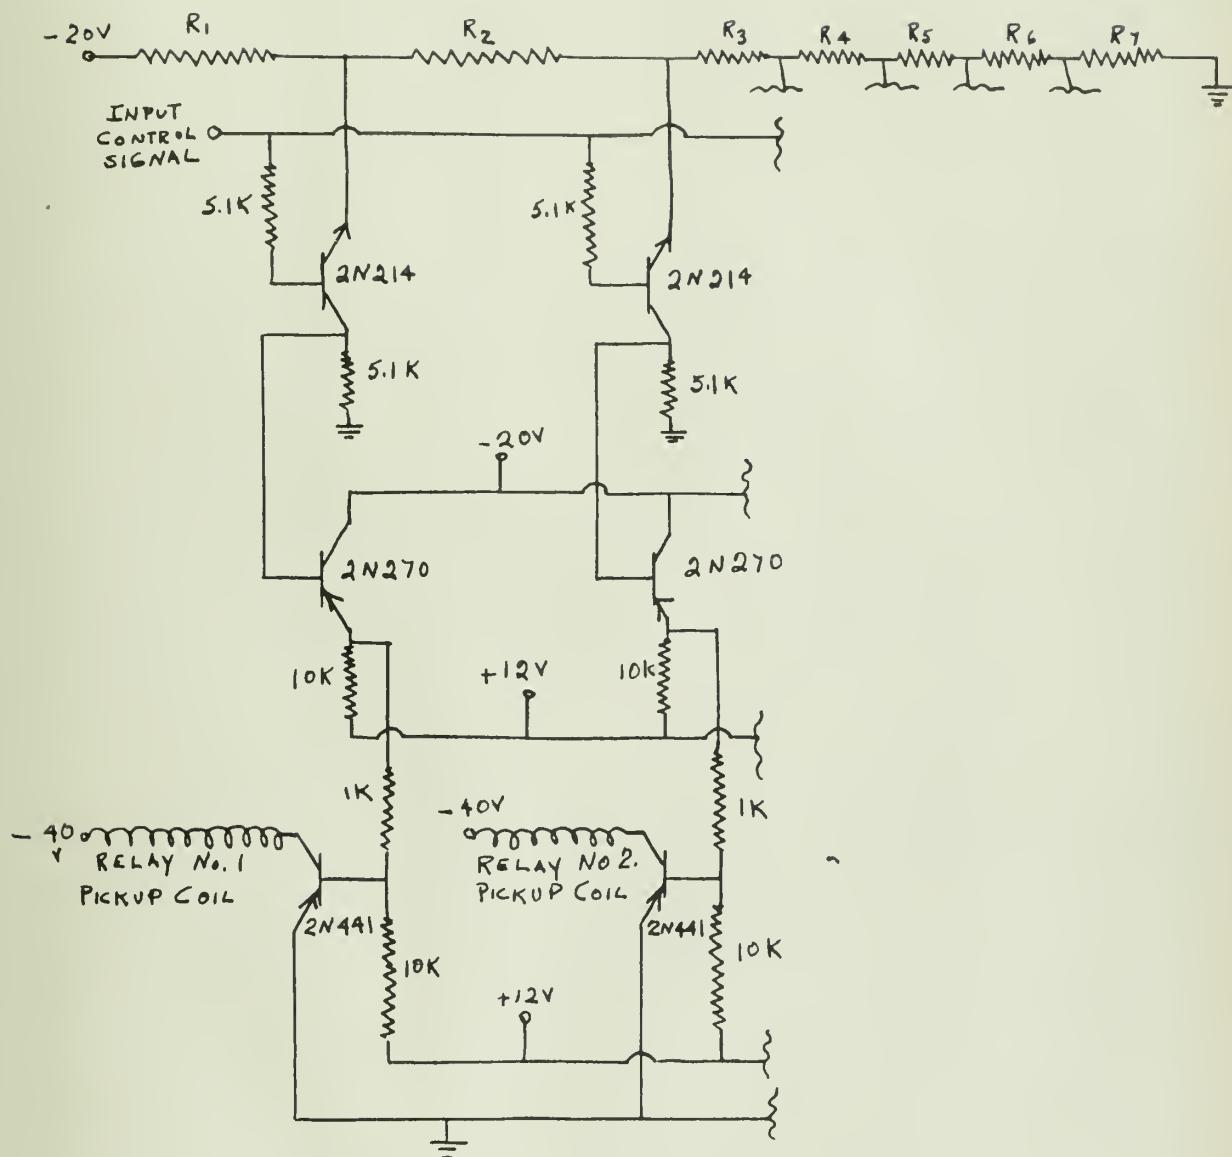 -20V
R1
R2
R3
R4
R5
R6
R7
INPUT
CONTROL
SIGNAL
5.1K
5.1K
2N214
2N214
5.1K
5.1K
-20V
2N270
2N270
10K
+12V
10K
1K
1K
-40V
RELAY No. 1
PICKUP COIL
-40V
RELAY NO 2.
PICKUP COIL
2N441
2N441
10K
10K
+12V